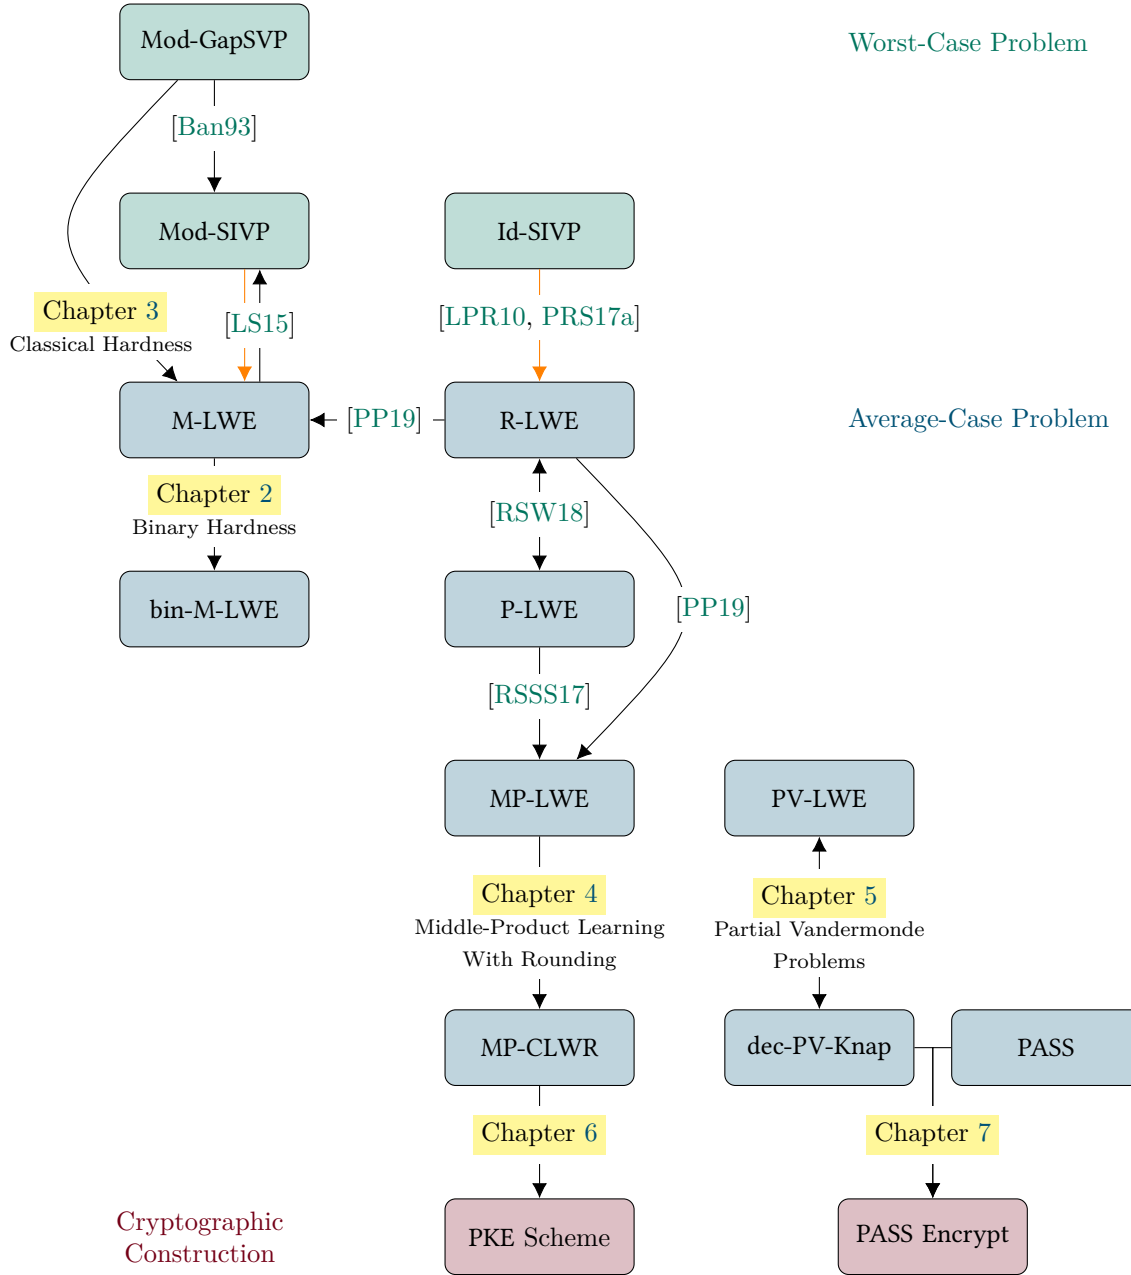 Mod-GapSVP
Worst-Case Problem
[Ban93]
Mod-SIVP
Id-SIVP
Chapter 3
Classical Hardness
[LS15]
[LPR10, PRS17a]
M-LWE
[PP19]
R-LWE
Average-Case Problem
Chapter 2
Binary Hardness
[RSW18]
bin-M-LWE
P-LWE
[PP19]
[RSSS17]
MP-LWE
PV-LWE
Chapter 4
Middle-Product Learning
With Rounding
Chapter 5
Partial Vandermonde
Problems
MP-CLWR
dec-PV-Knap
PASS
Chapter 6
Chapter 7
Cryptographic
Construction
PKE Scheme
PASS Encrypt